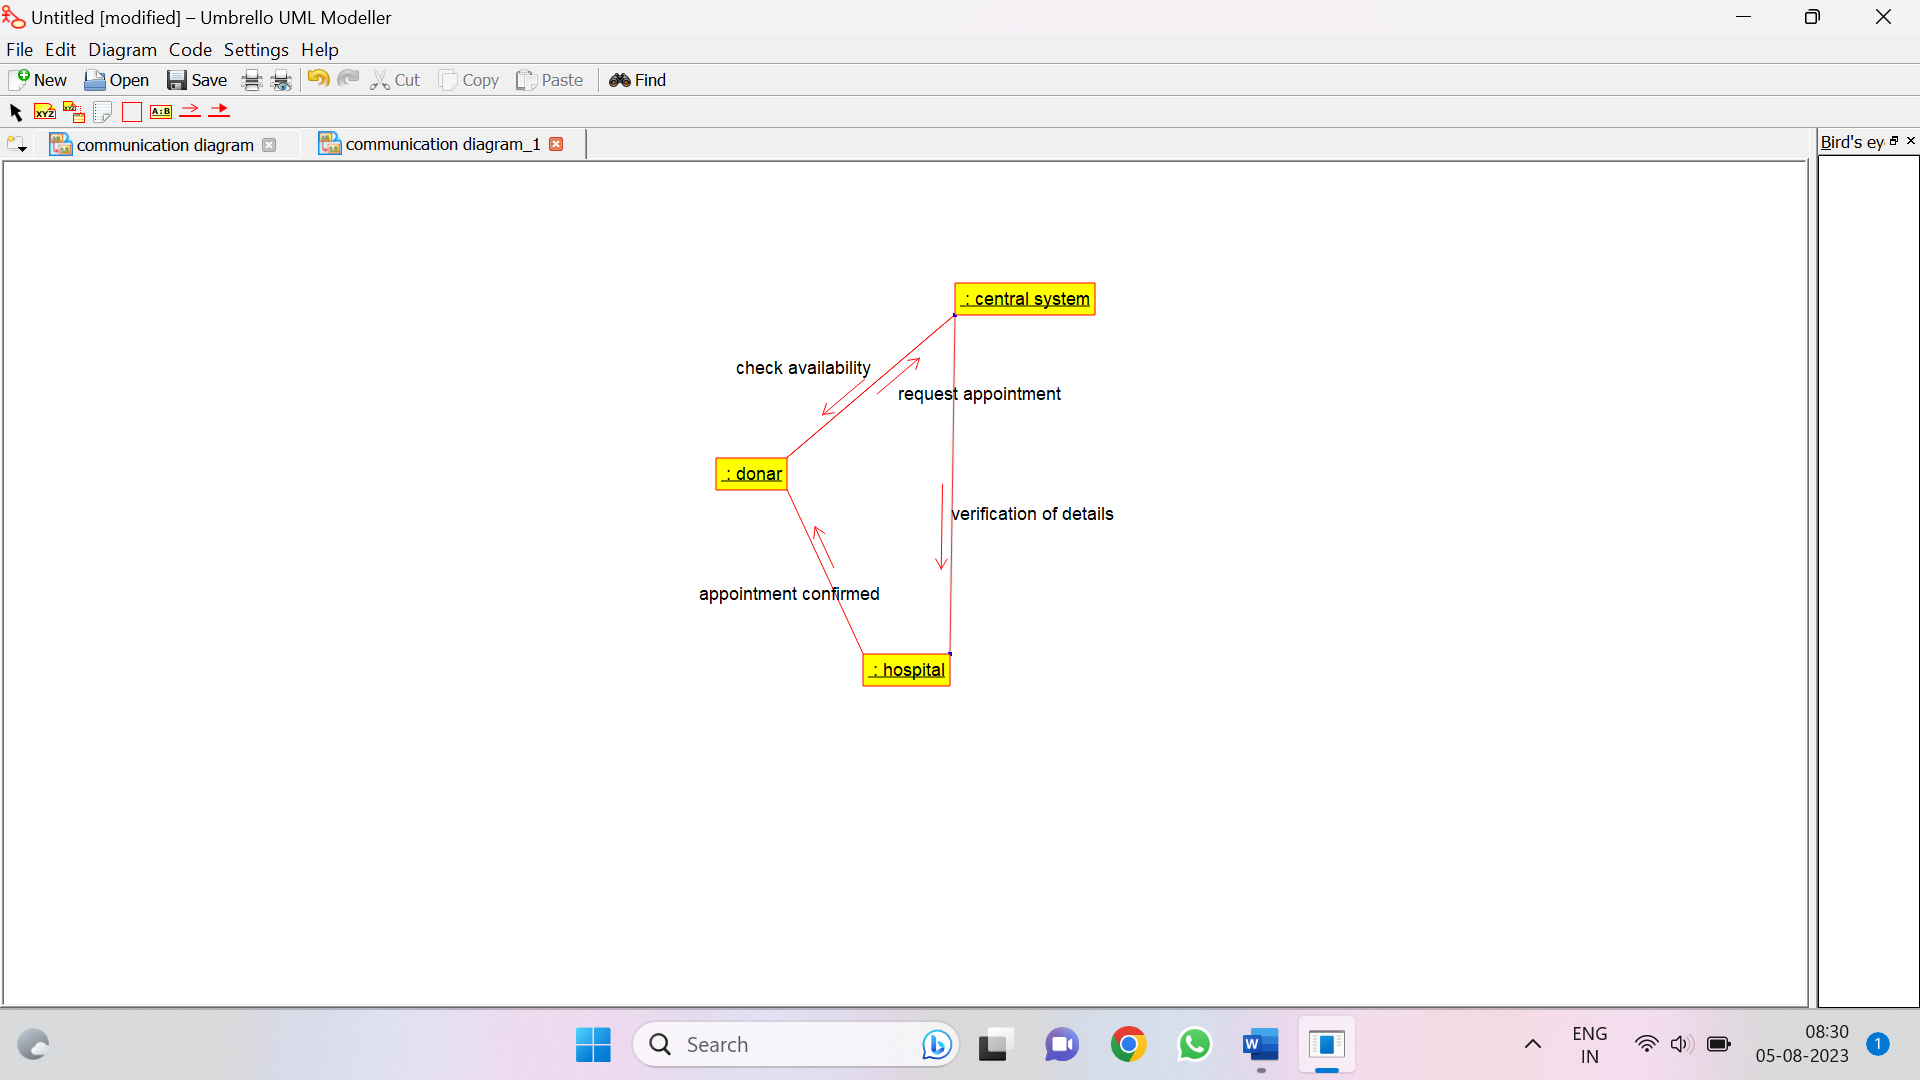 Untitled [modified] – Umbrello UML Modeller
File Edit Diagram Code Settings Help
New Open Save Cut Copy Paste Find
XYZ XYZ A:B
communication diagram communication diagram_1 Bird's ey
: central system
check availability
request appointment
: donar
verification of details
appointment confirmed
: hospital
Search
W
ENG
IN
08:30
05-08-2023
1